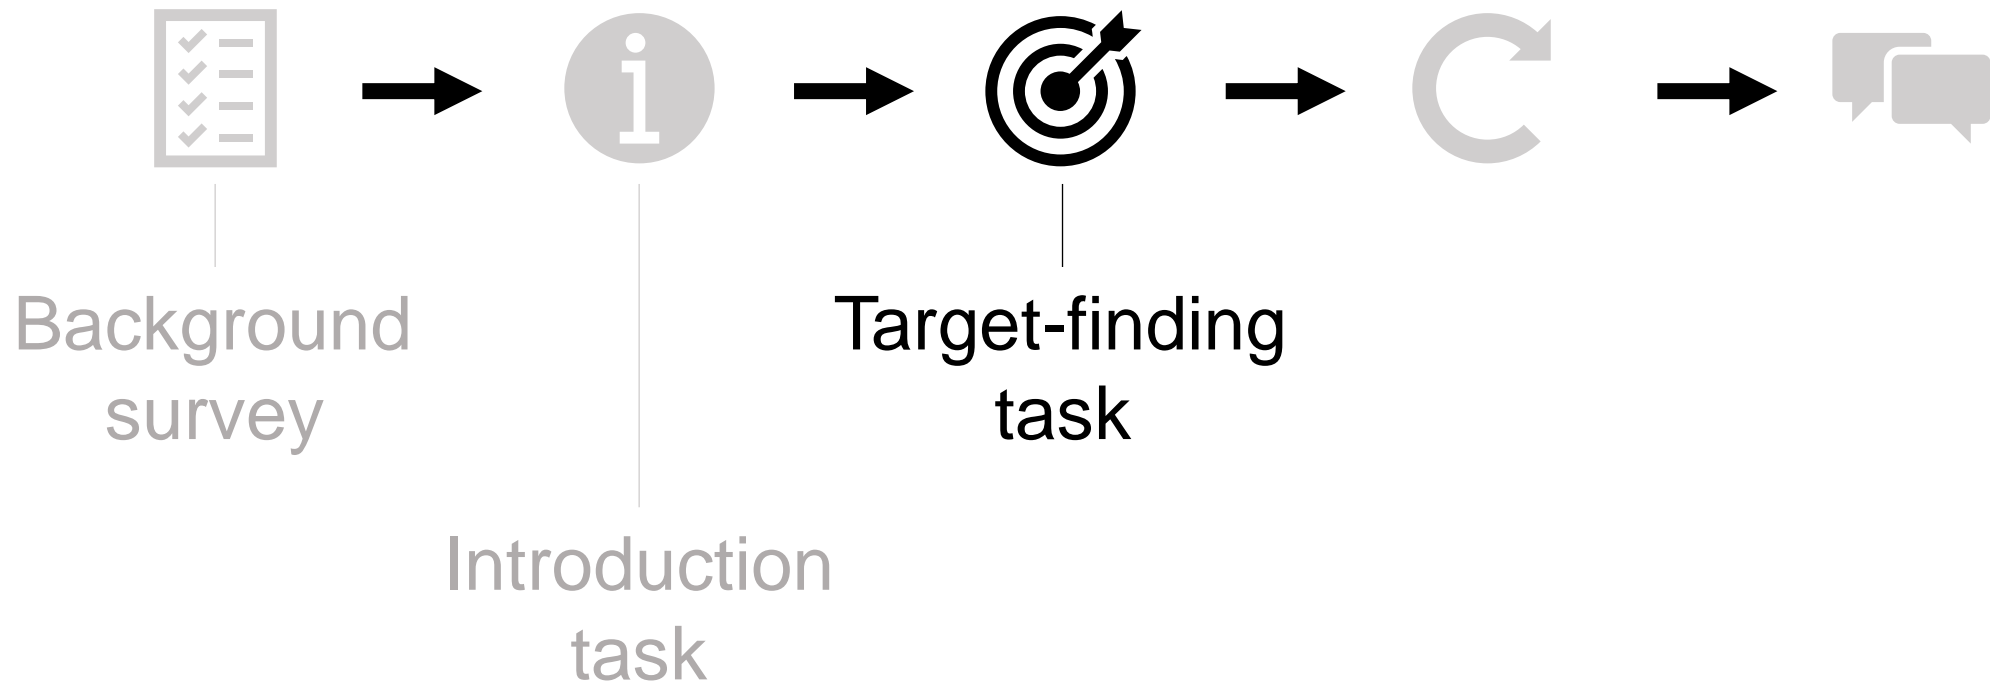 Background
survey
Introduction
task
Target-finding
task